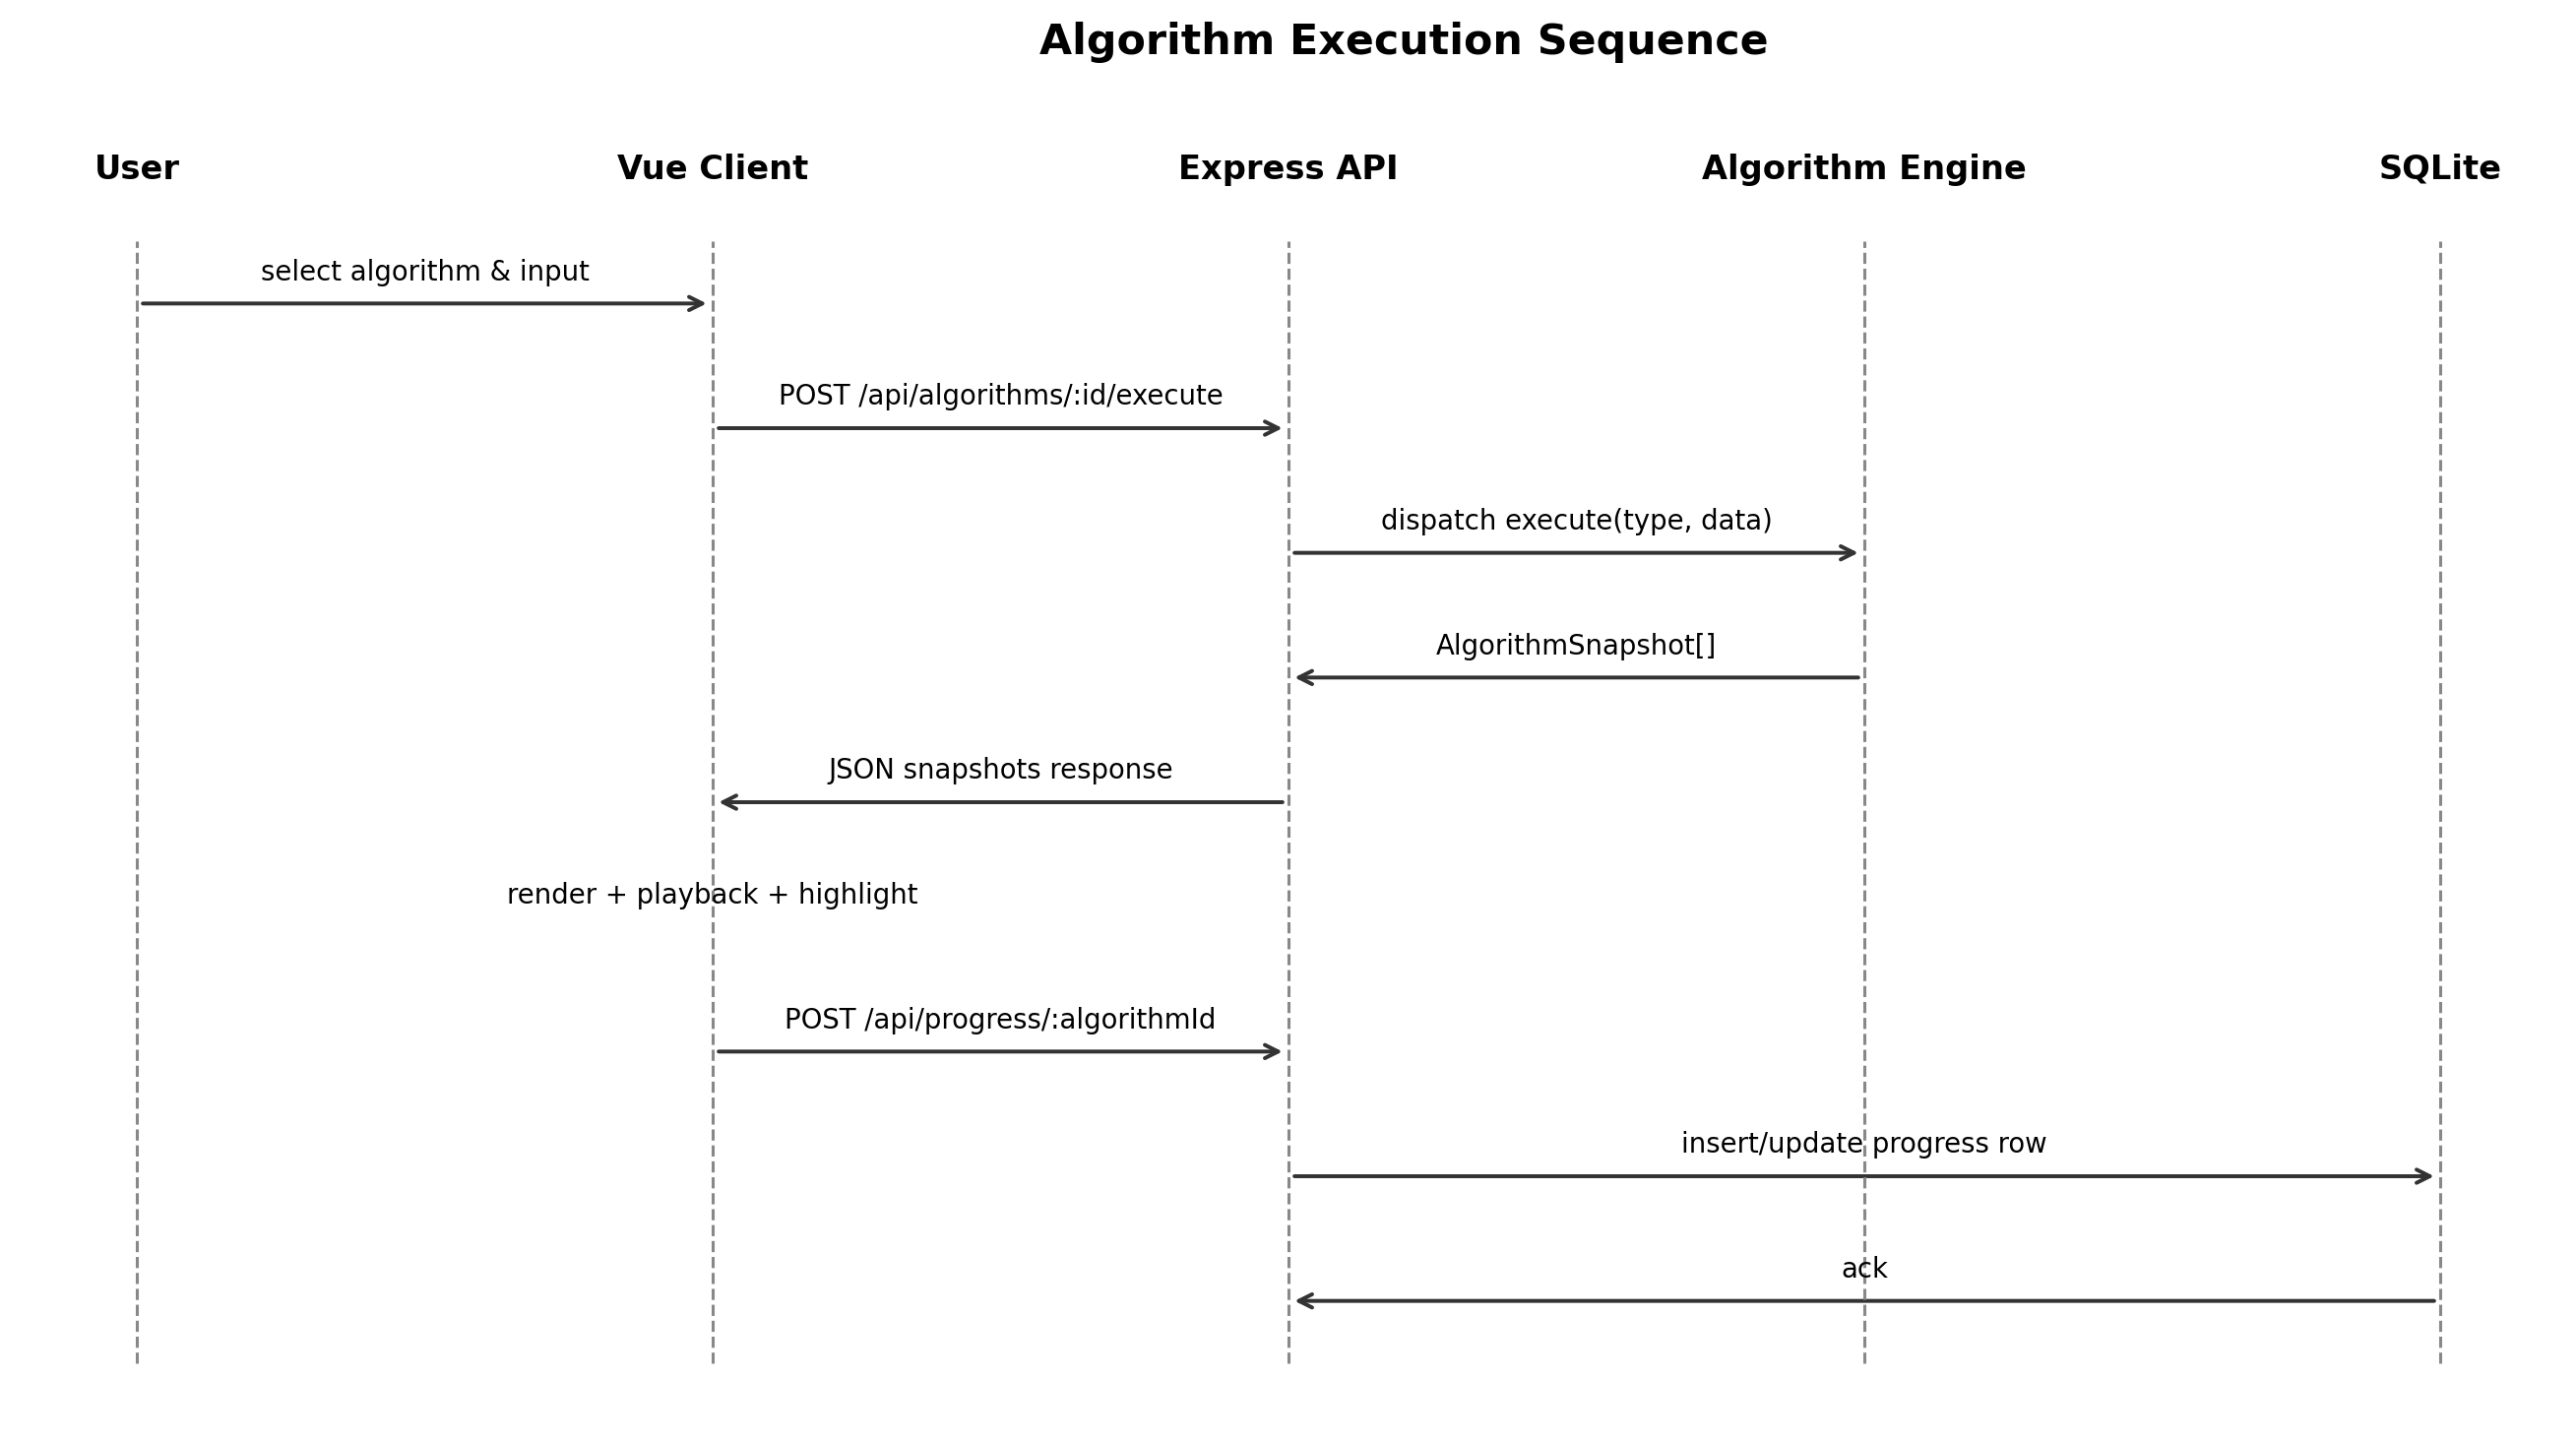 Algorithm Execution Sequence
User
Vue Client
Express API
Algorithm Engine
SQLite
select algorithm & input
POST /api/algorithms/:id/execute
dispatch execute(type, data)
AlgorithmSnapshot[]
JSON snapshots response
render + playback + highlight
POST /api/progress/:algorithmId
insert/update progress row
ack